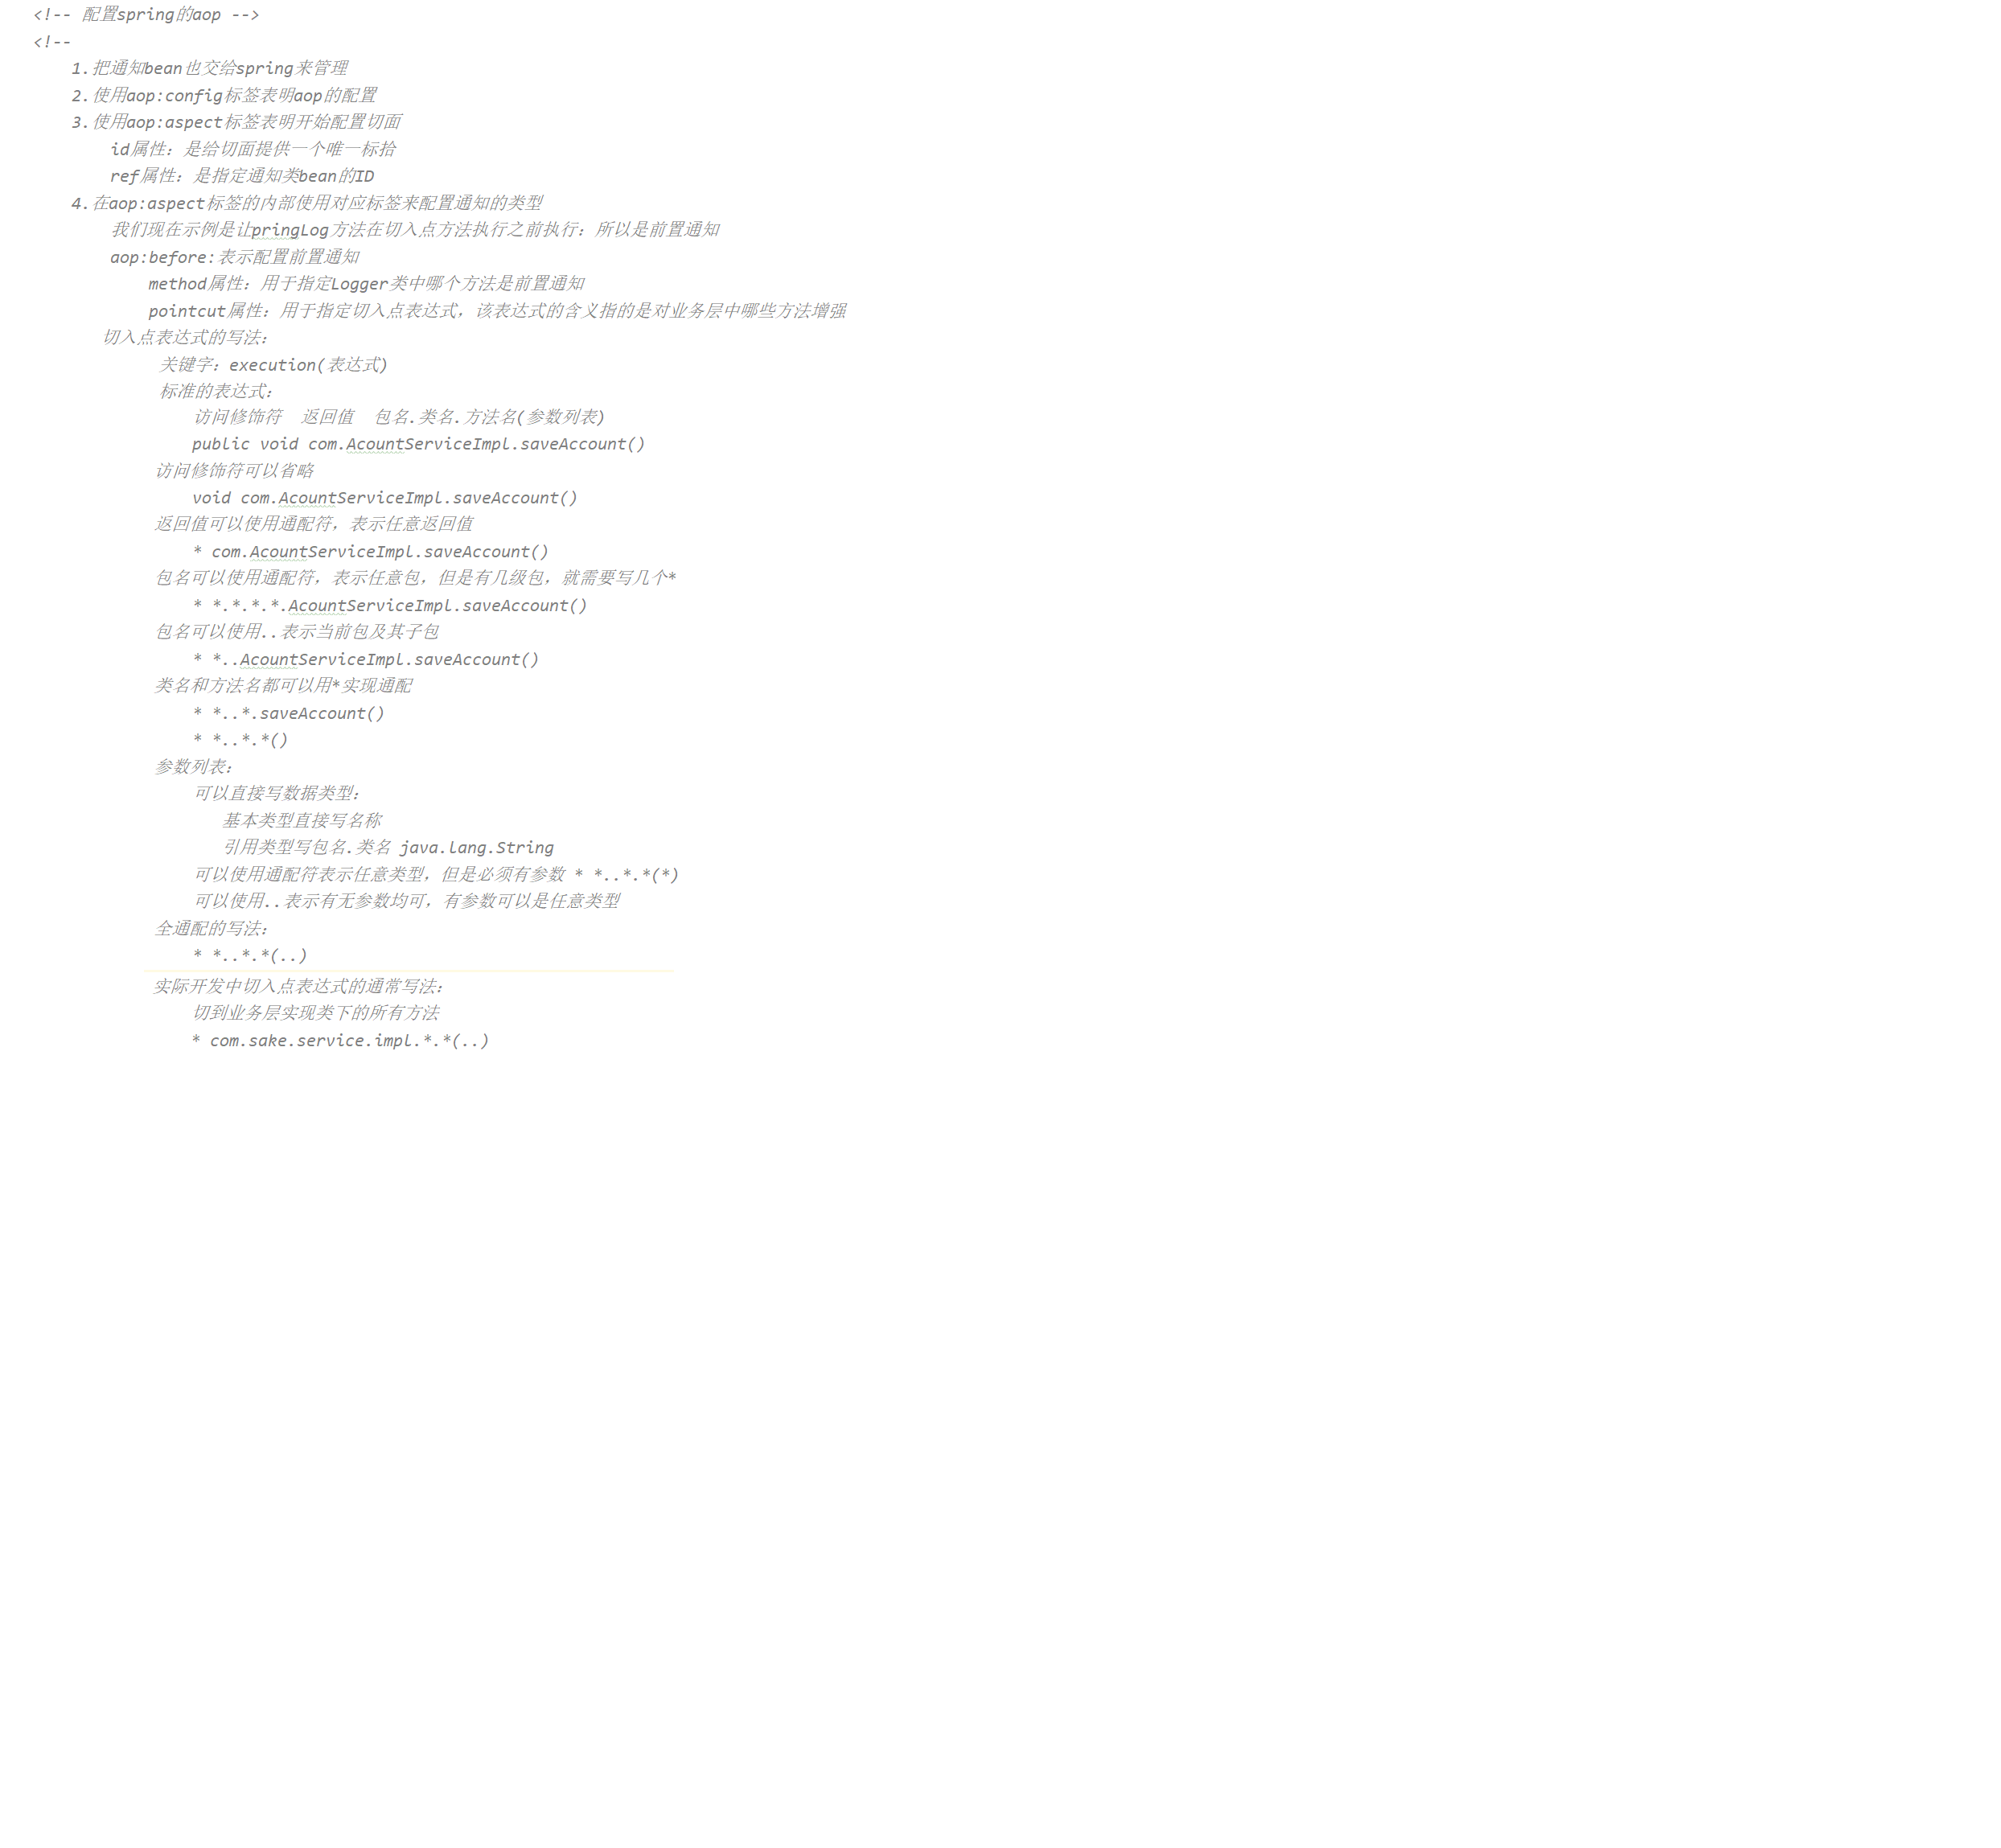 <!-- 配置spring的aop -->
<!--
1.把通知bean也交给spring来管理
2.使用aop:config标签表明aop的配置
3.使用aop:aspect标签表明开始配置切面
id属性：是给切面提供一个唯一标拾
ref属性：是指定通知类bean的ID
4.在aop:aspect标签的内部使用对应标签来配置通知的类型
我们现在示例是让pringLog方法在切入点方法执行之前执行：所以是前置通知
aop:before:表示配置前置通知
method属性：用于指定Logger类中哪个方法是前置通知
pointcut属性：用于指定切入点表达式，该表达式的含义指的是对业务层中哪些方法增强
切入点表达式的写法：
关键字：execution(表达式)
标准的表达式：
访问修饰符  返回值  包名.类名.方法名(参数列表)
public void com.AcountServiceImpl.saveAccount()
访问修饰符可以省略
void com.AcountServiceImpl.saveAccount()
返回值可以使用通配符，表示任意返回值
* com.AcountServiceImpl.saveAccount()
包名可以使用通配符，表示任意包，但是有几级包，就需要写几个*
* *.*.*.*.AcountServiceImpl.saveAccount()
包名可以使用..表示当前包及其子包
* *..AcountServiceImpl.saveAccount()
类名和方法名都可以用*实现通配
* *..*.saveAccount()
* *..*.*()
参数列表：
可以直接写数据类型：
基本类型直接写名称
引用类型写包名.类名 java.lang.String
可以使用通配符表示任意类型，但是必须有参数 * *..*.*(*)
可以使用..表示有无参数均可，有参数可以是任意类型
全通配的写法：
* *..*.*(..)
实际开发中切入点表达式的通常写法：
切到业务层实现类下的所有方法
* com.sake.service.impl.*.*(..)